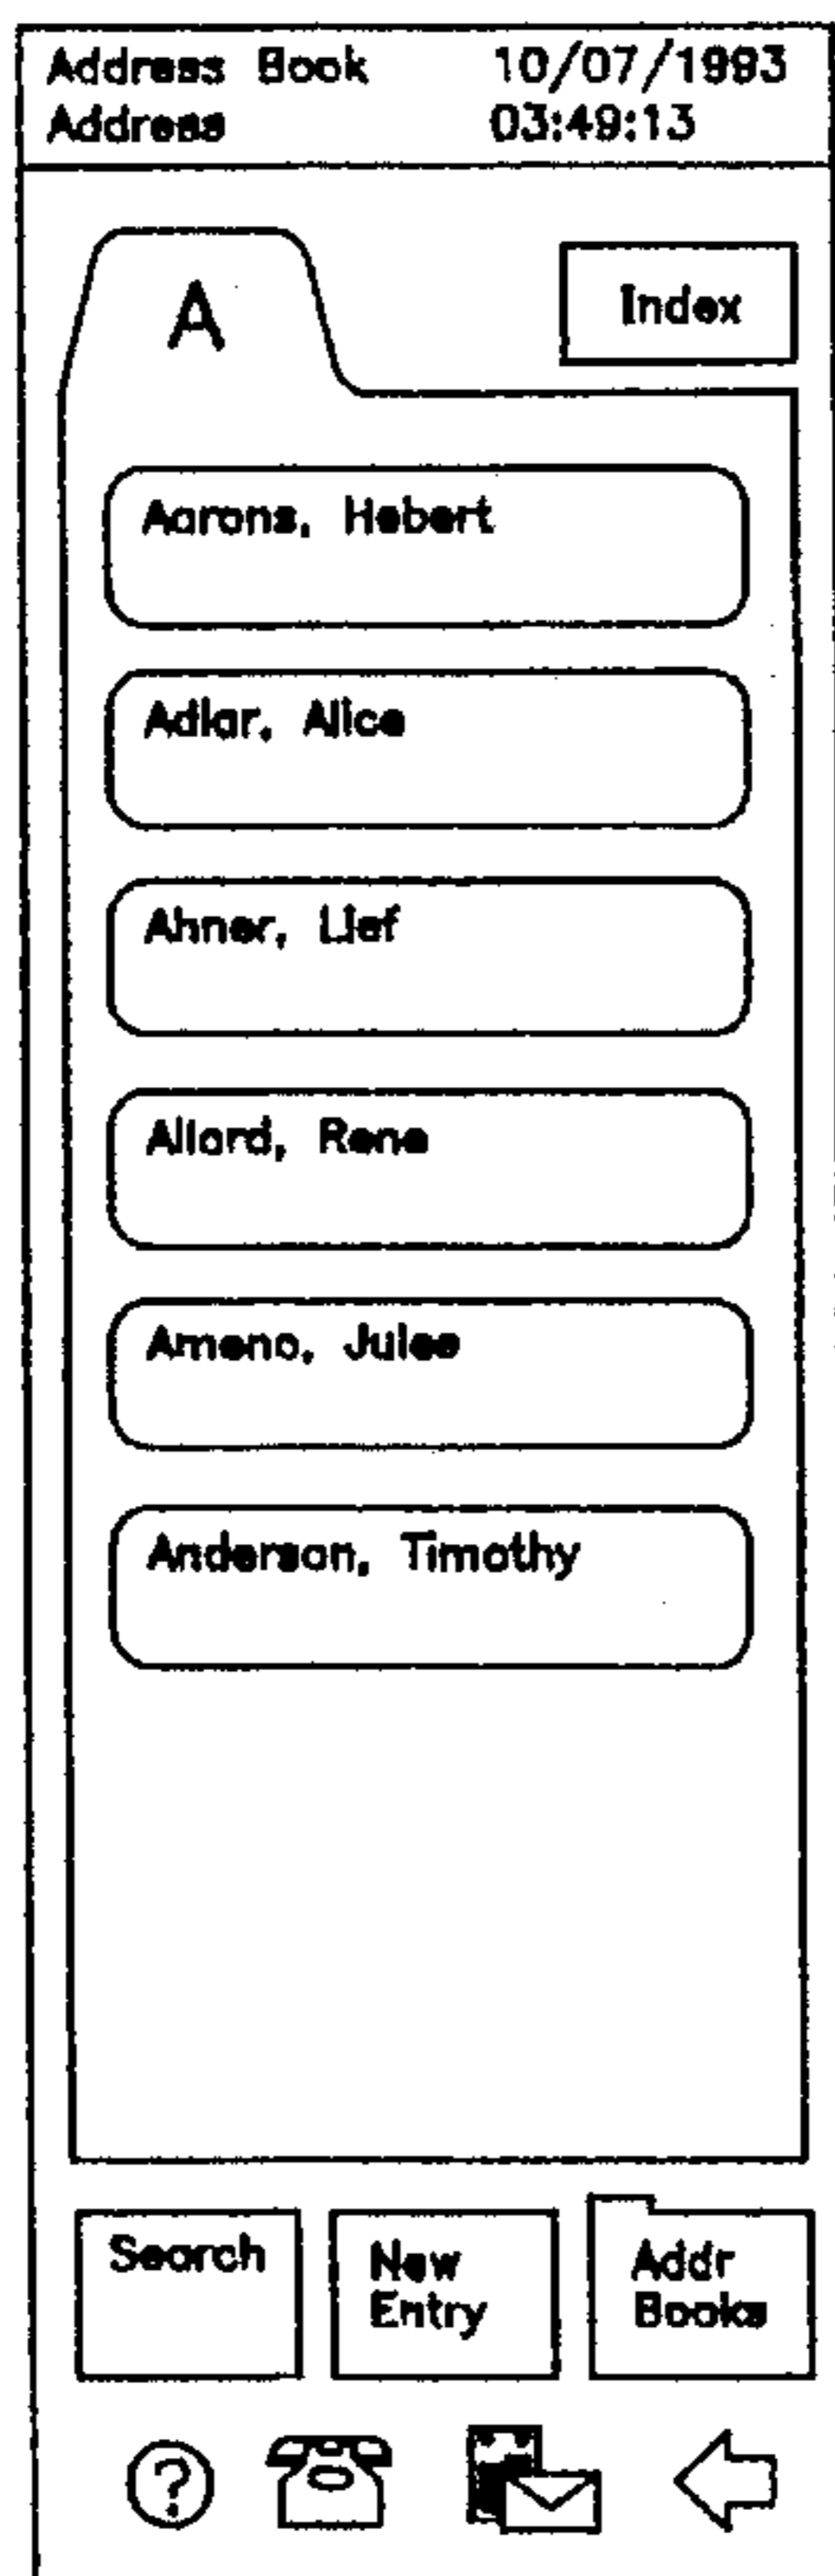 Address Book 10/07/1993
Address 03:49:13
A
Index
Aarons, Hebert
Adlar, Alice
Ahner, Lief
Allard, Rene
Ameno, Jules
Anderson, Timothy
Search
New
Entry
Addr
Books
?